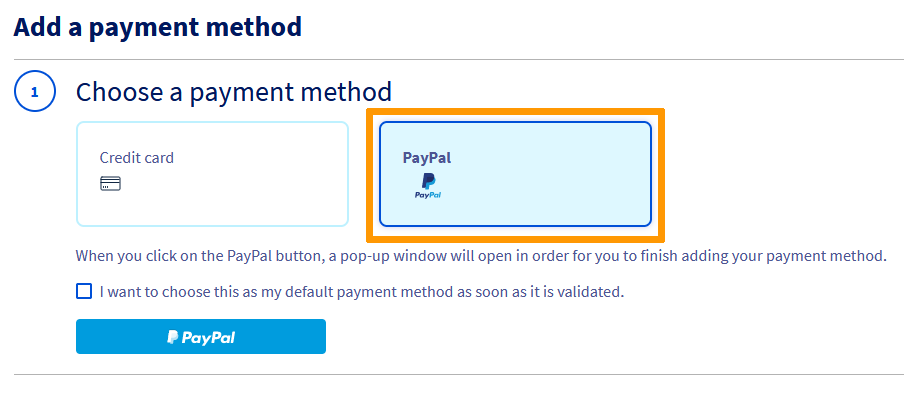 Add a payment method
1
Choose a payment method
Credit card
PayPal
PayPal
When you click on the PayPal button, a pop-up window will open in order for you to finish adding your payment method.
I want to choose this as my default payment method as soon as it is validated.
PayPal